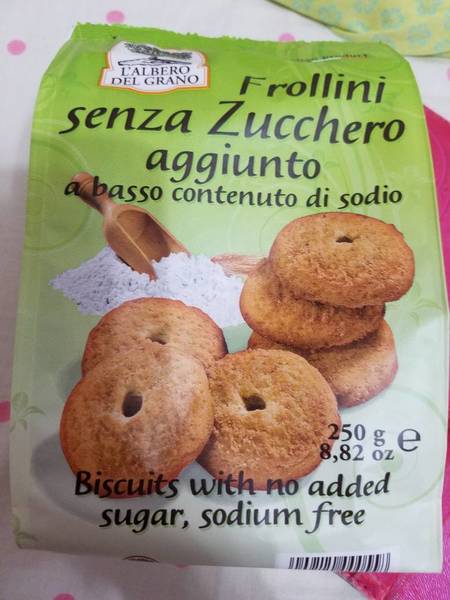 L'ALBERO
DEL GRANO
Frollini
senza Zucchero
aggiunto
a basso contenuto di sodio
250 g
8,82 oz ℮
Biscuits with no added
sugar, sodium free